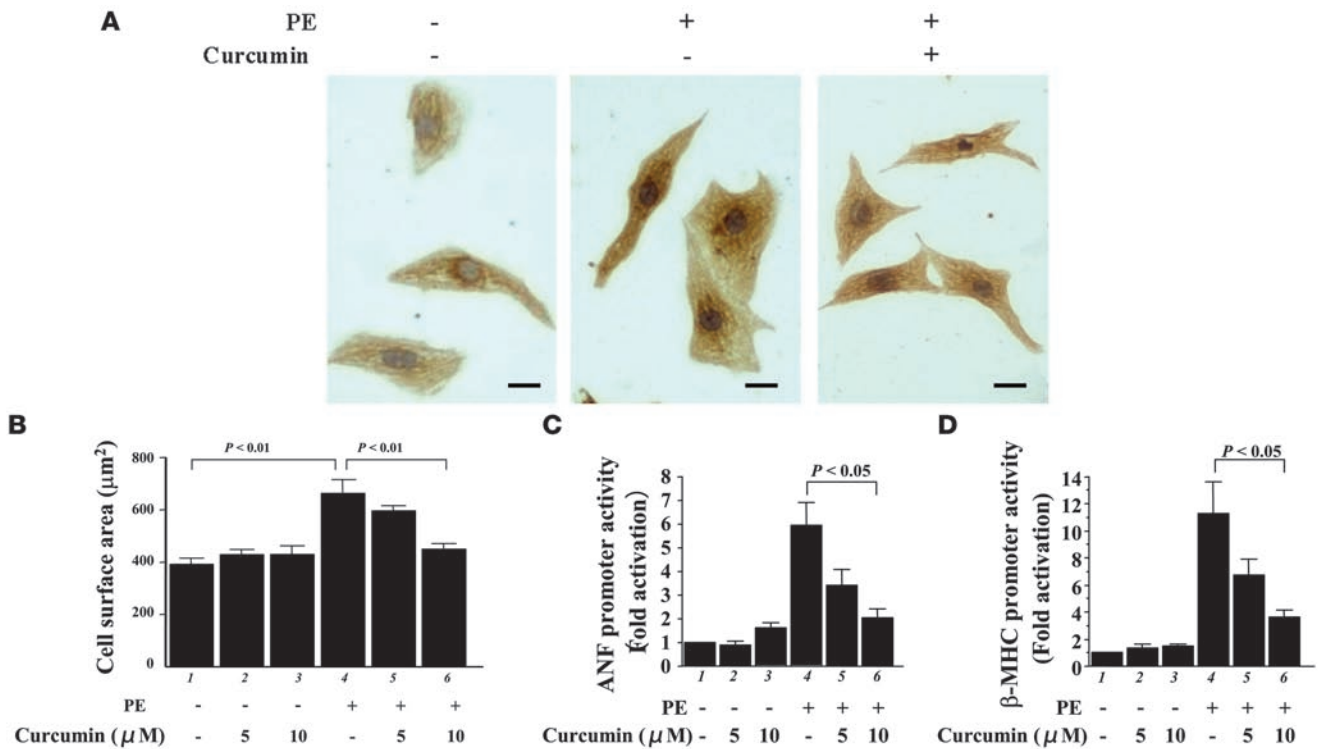 A PE - + +
Curcumin - - +
B
Cell surface area (μm²)
800
600
400
200
0
P < 0.01
P < 0.01
1 2 3 4 5 6
PE - - - + + +
Curcumin (μM) - 5 10 - 5 10
C
ANF promoter activity
(Fold activation)
8
7
6
5
4
3
2
1
0
P < 0.05
1 2 3 4 5 6
PE - - - + + +
Curcumin (μM) - 5 10 - 5 10
D
β-MHC promoter activity
(Fold activation)
14
12
10
8
6
4
2
0
P < 0.05
1 2 3 4 5 6
PE - - - + + +
Curcumin (μM) - 5 10 - 5 10